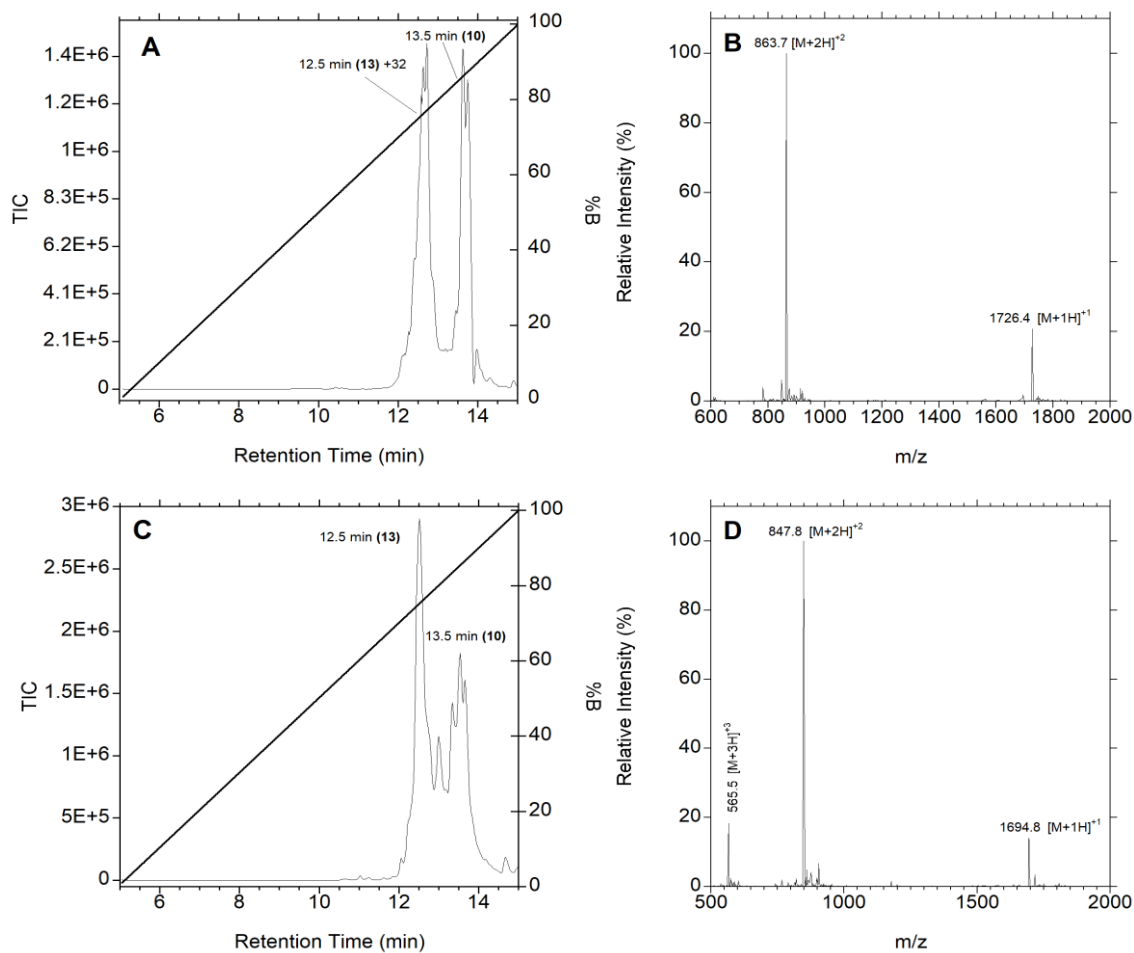 A
12.5 min (13) +32
13.5 min (10)
1.4E+6
1.2E+6
1E+6
8.3E+5
6.2E+5
4.1E+5
2.1E+5
0
100
80
60
40
20
0
6 8 10 12 14
TIC
%B
Retention Time (min)
B
863.7 [M+2H]+2
1726.4 [M+1H]+1
100
80
60
40
20
0
600 800 1000 1200 1400 1600 1800 2000
Relative Intensity (%)
m/z
C
12.5 min (13)
13.5 min (10)
3E+6
2.5E+6
2E+6
1.5E+6
1E+6
5E+5
0
100
80
60
40
20
0
6 8 10 12 14
TIC
%B
Retention Time (min)
D
847.8 [M+2H]+2
565.5 [M+3H]+3
1694.8 [M+1H]+1
100
80
60
40
20
0
500 1000 1500 2000
Relative Intensity (%)
m/z